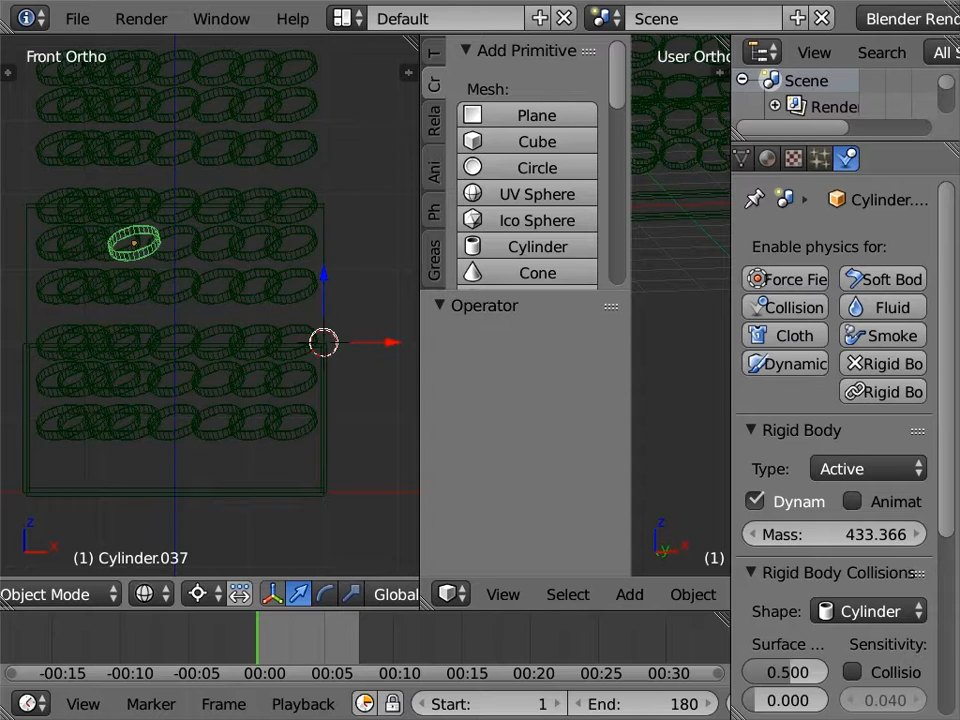 File Render Window Help Default Scene Blender Rend
Front Ortho
T
Cr
Rela
Ani
Ph
Greas
Add Primitive
Mesh:
Plane
Cube
Circle
UV Sphere
Ico Sphere
Cylinder
Cone
Operator
User Ortho
View Search All S
Scene
Render
Cylinder....
Enable physics for:
Force Fie Soft Bod
Collision Fluid
Cloth Smoke
Dynamic Rigid Bo
Rigid Bo
Rigid Body
Type: Active
Dynam Animat
Mass: 433.366
Rigid Body Collisions
Shape: Cylinder
Surface ... Sensitivity:
0.500 Collisio
0.000 0.040
z
x
(1) Cylinder.037
z
y x
(1)
Object Mode Global
View Select Add Object
-00:15 -00:10 -00:05 00:00 00:05 00:10 00:15 00:20 00:25 00:30
View Marker Frame Playback Start: 1 End: 180